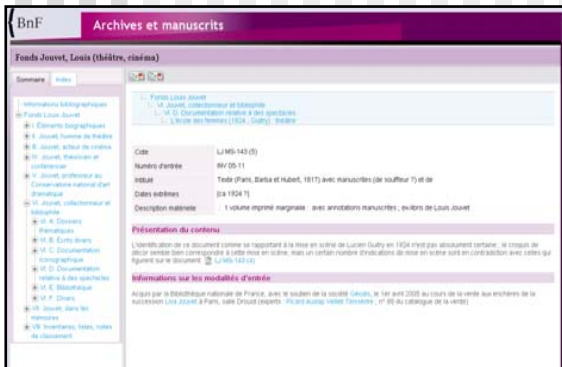 BnF
Archives et manuscrits
Fonds Jouvet, Louis (théâtre, cinéma)
Sommaire
Index
Informations bibliographiques
Fonds Louis Jouvet
I. Éléments biographiques
II. Jouvet, homme de théâtre
III. Jouvet, acteur de cinéma
IV. Jouvet, théoricien et
conférencier
V. Jouvet, professeur au
Conservatoire national d'art
dramatique
VI. Jouvet, collectionneur et
bibliophile
VI. A. Dossiers
thématiques
VI. B. Écrits divers
VI. C. Documentation
iconographique
VI. D. Documentation
relative à des spectacles
VI. E. Bibliothèque
VI. F. Divers
VII. Jouvet, dans les
mémoires
VIII. Inventaires, listes, notes
de classement
Fonds Louis Jouvet
VI. Jouvet, collectionneur et bibliophile
VI. D. Documentation relative à des spectacles
L'école des femmes (1924 ; Guitry) : théâtre
Cote LJ MS-143 (5)
Numéro d'entrée INV 05-11
Intitulé Texte (Paris, Barba et Hubert, 1817) avec manuscrites (de souffleur ?) et de
Dates extrêmes [ca 1924 ?]
Description matérielle : 1 volume imprimé marginalia : avec annotations manuscrites ; ex-libris de Louis Jouvet
Présentation du contenu
L'identification de ce document comme se rapportant à la mise en scène de Lucien Guitry en 1924 n'est pas absolument certaine ; le croquis de
décor semble bien correspondre à cette mise en scène, mais un certain nombre d'indications de mise en scène sont en contradiction avec celles qui
figurent sur le document LJ MS-143 (4)
Informations sur les modalités d'entrée
Acquis par la Bibliothèque nationale de France, avec le soutien de la société Géodis, le 1er avril 2005 au cours de la vente aux enchères de la
succession Lisa Jouvet à Paris, salle Drouot (experts : Picard Audap Vellet Teissèdre ; n° 89 du catalogue de la vente)